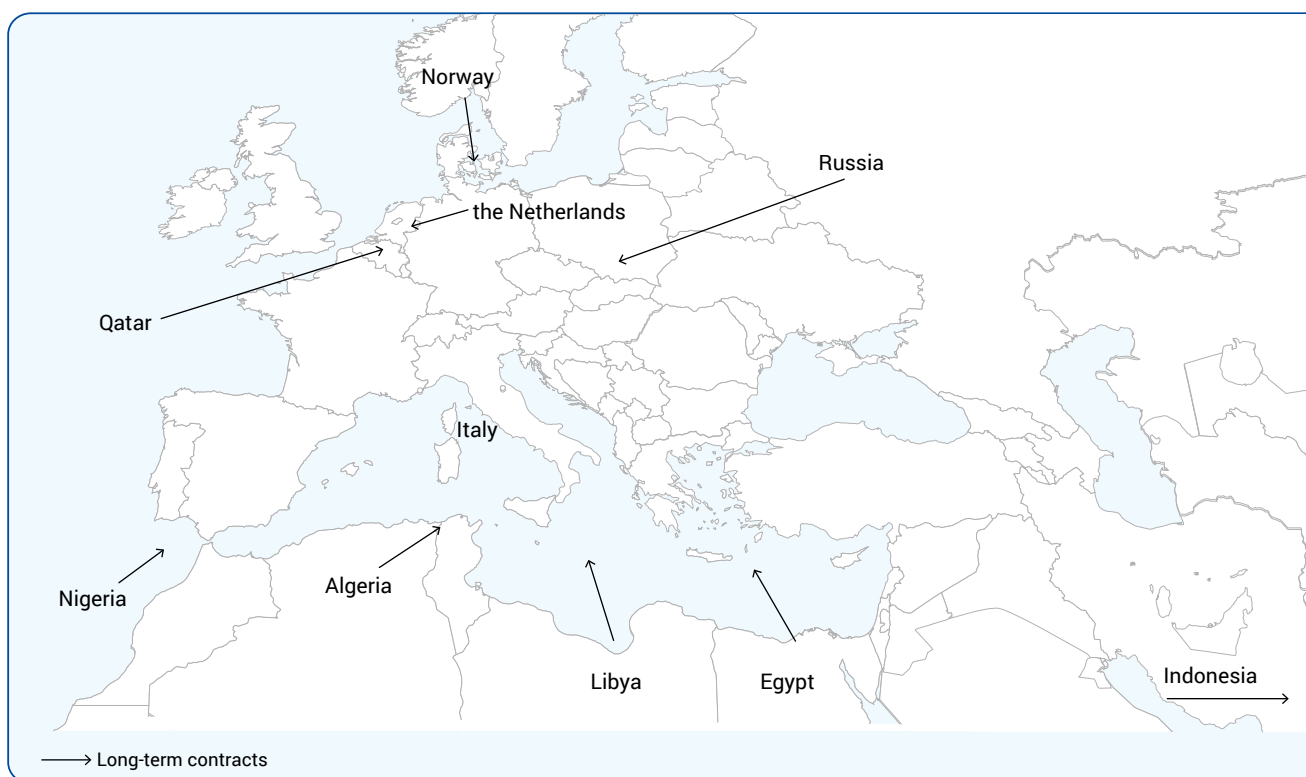 Norway
Russia
the Netherlands
Qatar
Italy
Algeria
Nigeria
Libya
Egypt
Indonesia
Long-term contracts